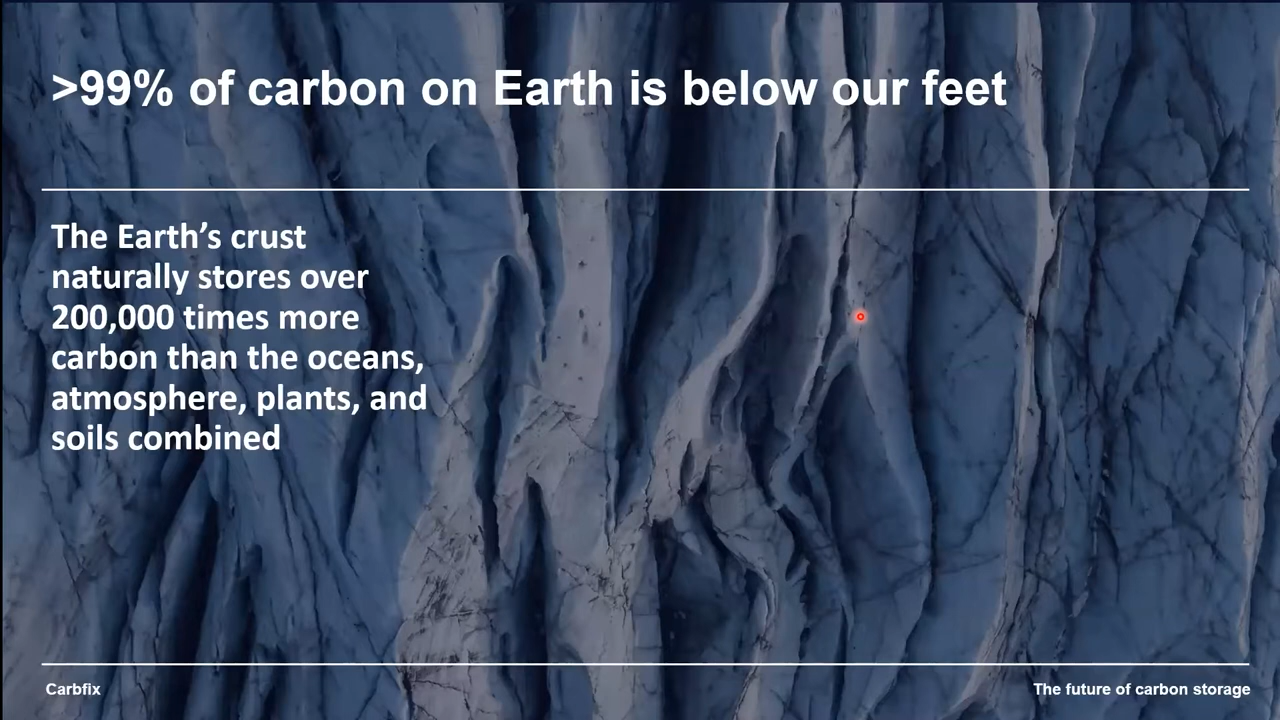 >99% of carbon on Earth is below our feet
The Earth’s crust
naturally stores over
200,000 times more
carbon than the oceans,
atmosphere, plants, and
soils combined
Carbfix
The future of carbon storage